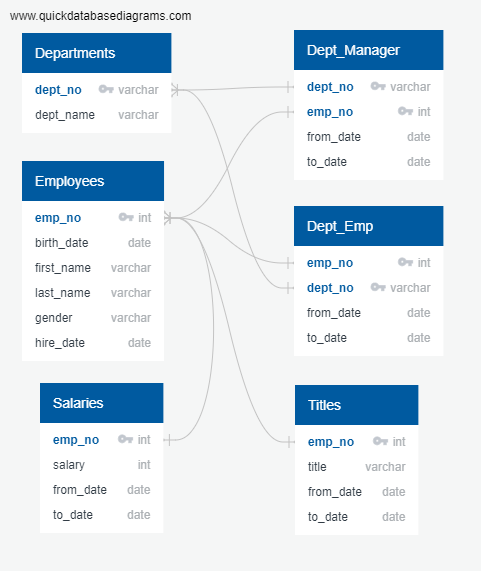 www.quickdatabasediagrams.com
Departments
dept_no varchar
dept_name varchar
Employees
emp_no int
birth_date date
first_name varchar
last_name varchar
gender varchar
hire_date date
Salaries
emp_no int
salary int
from_date date
to_date date
Dept_Manager
dept_no varchar
emp_no int
from_date date
to_date date
Dept_Emp
emp_no int
dept_no varchar
from_date date
to_date date
Titles
emp_no int
title varchar
from_date date
to_date date